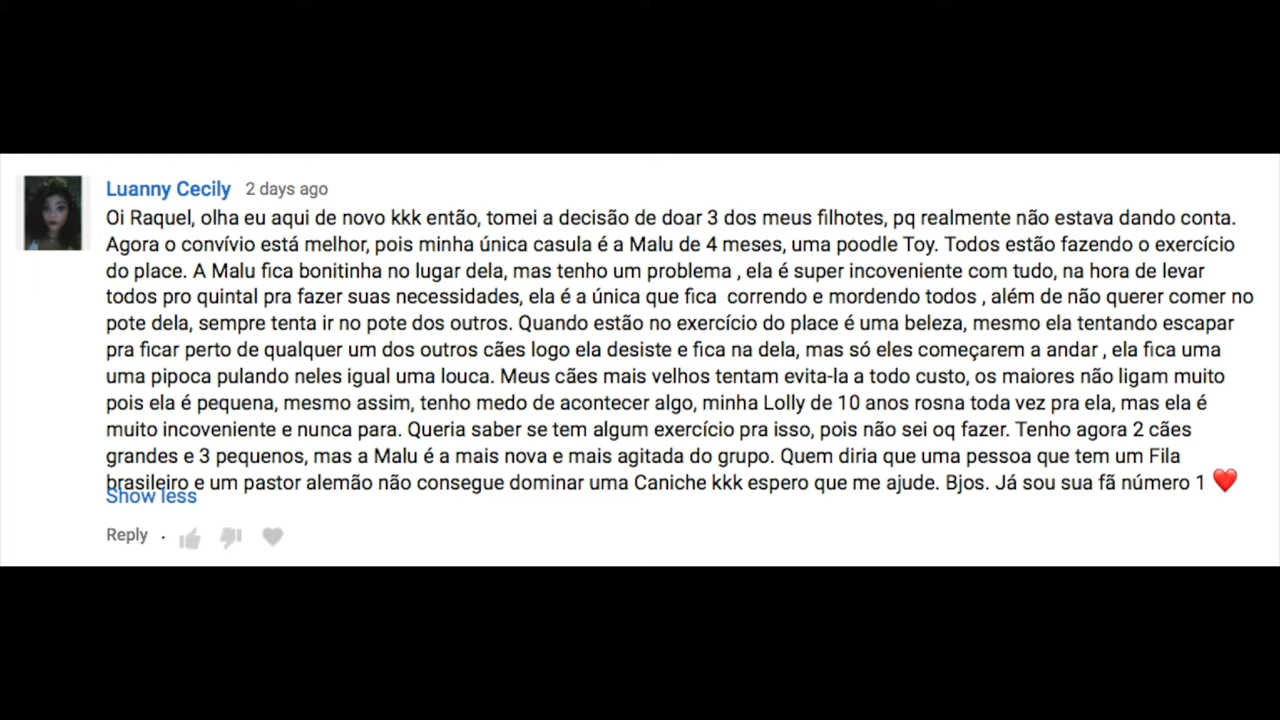 Luanny Cecily 2 days ago
Oi Raquel, olha eu aqui de novo kkk então, tomei a decisão de doar 3 dos meus filhotes, pq realmente não estava dando conta.
Agora o convívio está melhor, pois minha única casula é a Malu de 4 meses, uma poodle Toy. Todos estão fazendo o exercício
do place. A Malu fica bonitinha no lugar dela, mas tenho um problema , ela é super incoveniente com tudo, na hora de levar
todos pro quintal pra fazer suas necessidades, ela é a única que fica  correndo e mordendo todos , além de não querer comer no
pote dela, sempre tenta ir no pote dos outros. Quando estão no exercício do place é uma beleza, mesmo ela tentando escapar
pra ficar perto de qualquer um dos outros cães logo ela desiste e fica na dela, mas só eles começarem a andar , ela fica uma
uma pipoca pulando neles igual uma louca. Meus cães mais velhos tentam evita-la a todo custo, os maiores não ligam muito
pois ela é pequena, mesmo assim, tenho medo de acontecer algo, minha Lolly de 10 anos rosna toda vez pra ela, mas ela é
muito incoveniente e nunca para. Queria saber se tem algum exercício pra isso, pois não sei oq fazer. Tenho agora 2 cães
grandes e 3 pequenos, mas a Malu é a mais nova e mais agitada do grupo. Quem diria que uma pessoa que tem um Fila
brasileiro e um pastor alemão não consegue dominar uma Caniche kkk espero que me ajude. Bjos. Já sou sua fã número 1 ❤️
Show less
Reply ·